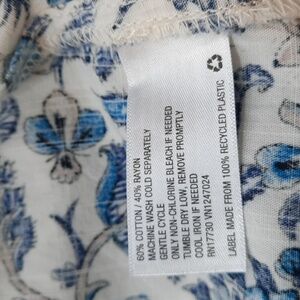 60% COTTON / 40% RAYON
MACHINE WASH COLD SEPARATELY
GENTLE CYCLE
ONLY NON-CHLORINE BLEACH IF NEEDED
TUMBLE DRY LOW, REMOVE PROMPTLY
COOL IRON IF NEEDED
RN17730 VN1247024
LABEL MADE FROM 100% RECYCLED PLASTIC